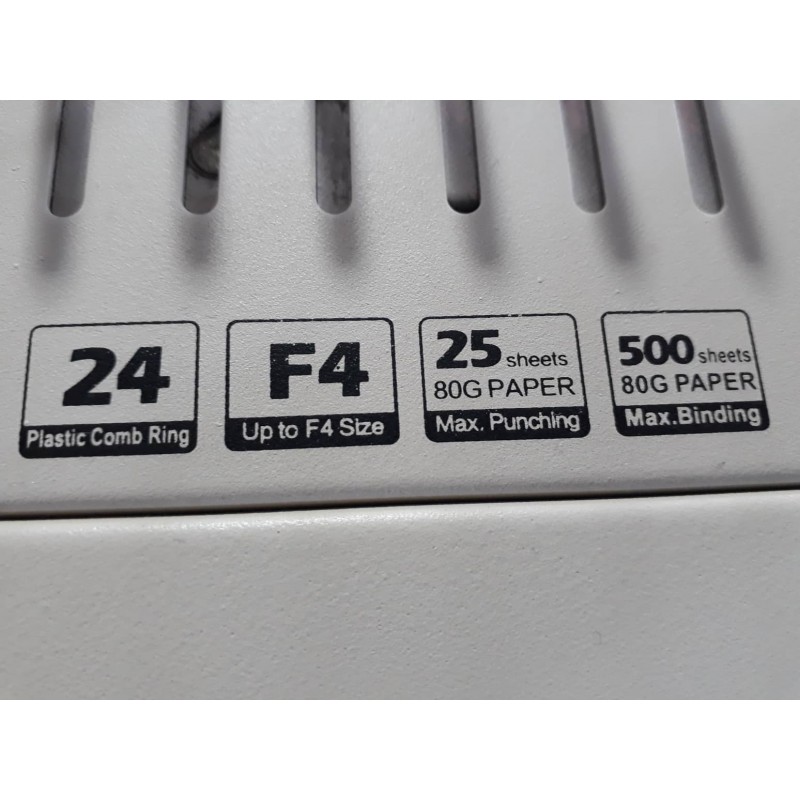 24
Plastic Comb Ring
F4
Up to F4 Size
25 sheets
80G PAPER
Max. Punching
500 sheets
80G PAPER
Max.Binding